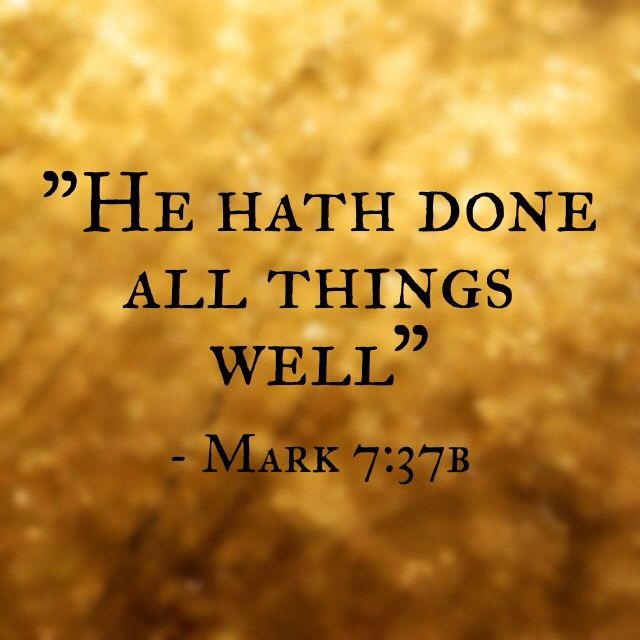 ”He hath done
all things
well”
- Mark 7:37b